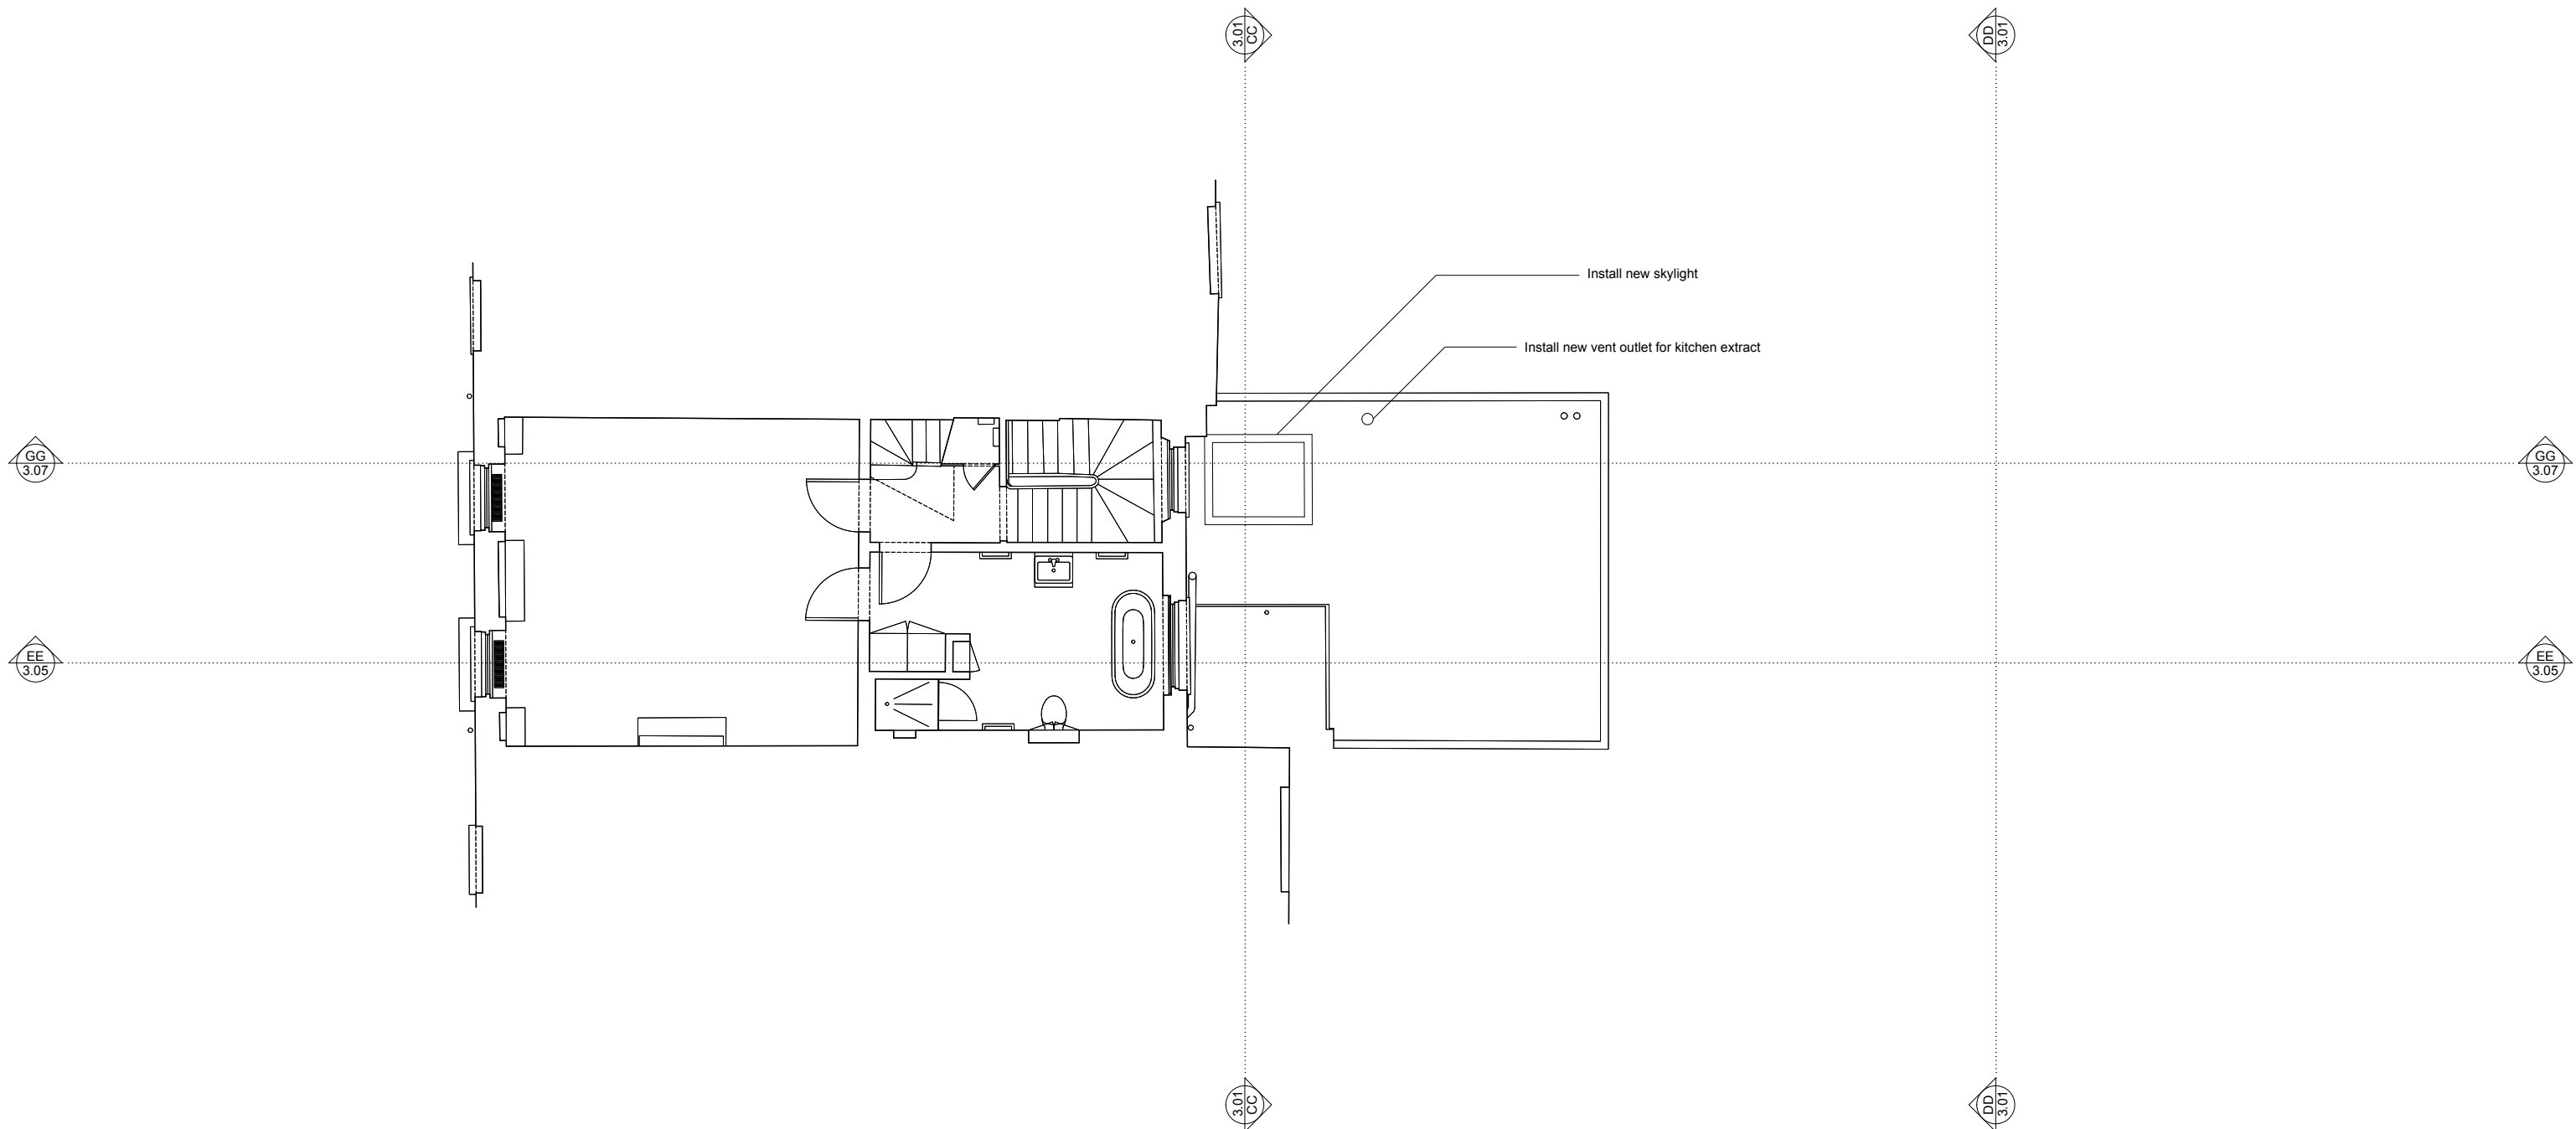 3.01
CC
DD
3.01
Install new skylight
Install new vent outlet for kitchen extract
GG
3.07
GG
3.07
EE
3.05
EE
3.05
3.01
CC
DD
3.01